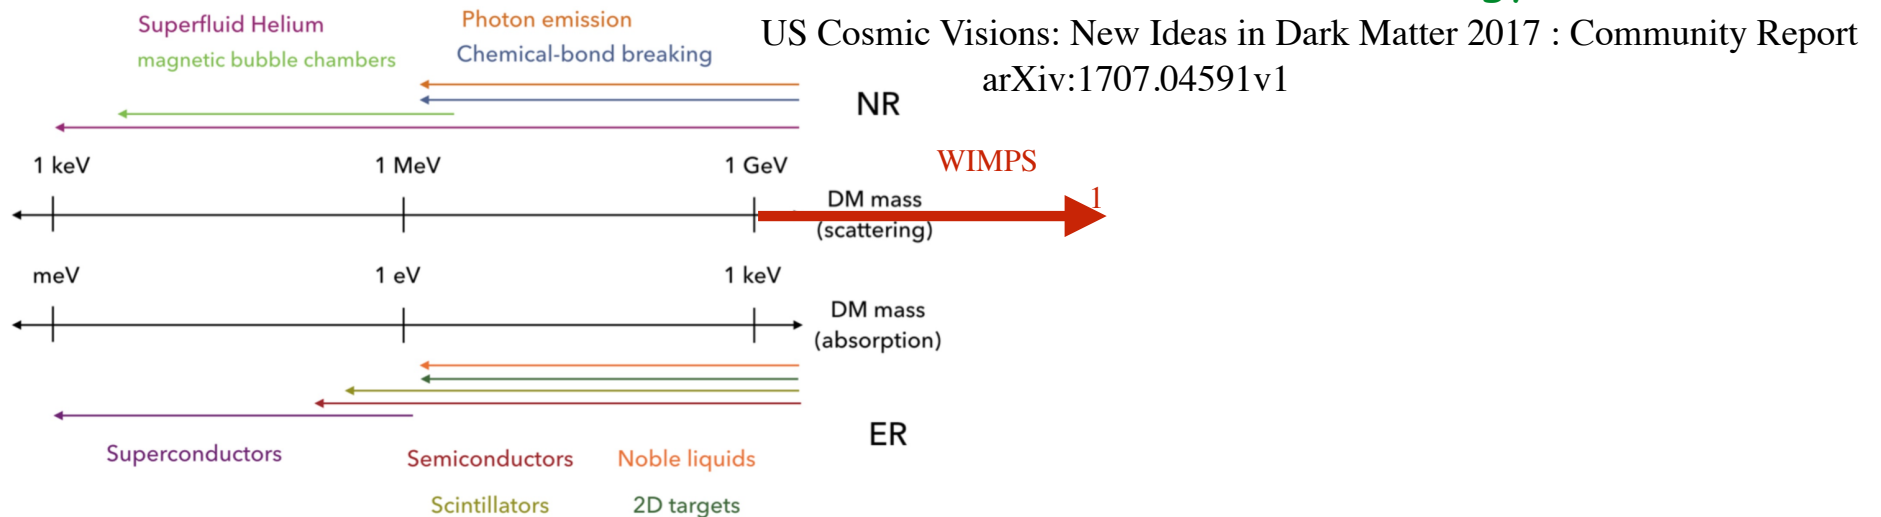 US Cosmic Visions: New Ideas in Dark Matter 2017 : Community Report
arXiv:1707.04591v1
Superfluid Helium
magnetic bubble chambers
Photon emission
Chemical-bond breaking
NR
1 keV
1 MeV
1 GeV
WIMPS
1
DM mass
(scattering)
meV
1 eV
1 keV
DM mass
(absorption)
ER
Superconductors
Semiconductors
Noble liquids
Scintillators
2D targets